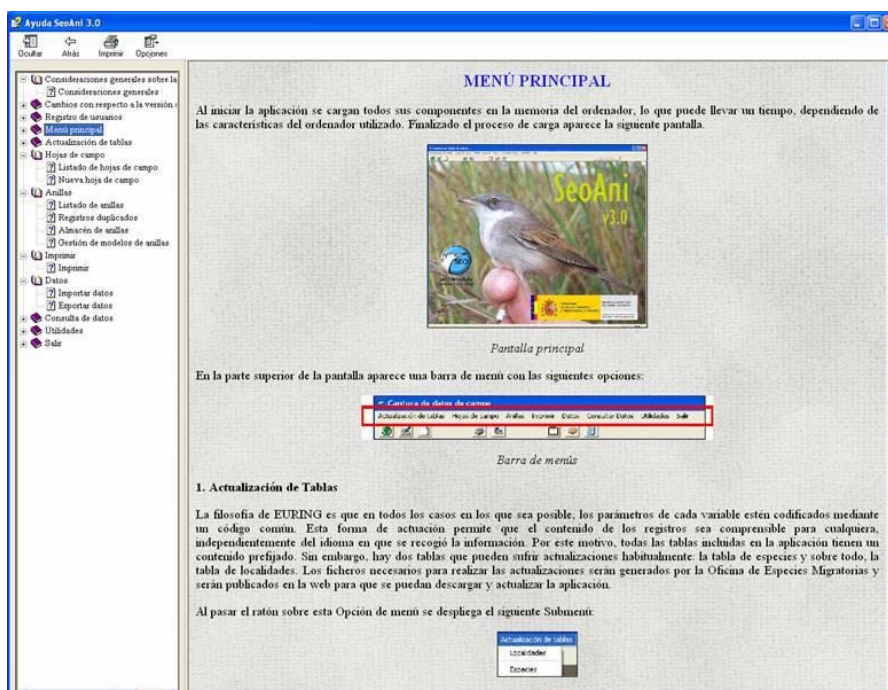 Ayuda SeoAni 3.0
Ocultar Atrás Imprimir Opciones
Consideraciones generales sobre la
Consideraciones generales
Cambios con respecto a la versión
Registro de usuarios
Menú principal
Actualización de tablas
Hojas de campo
Listado de hojas de campo
Nueva hoja de campo
Anillas
Listado de anillas
Registros duplicados
Almacén de anillas
Gestión de modelos de anillas
Imprimir
Imprimir
Datos
Importar datos
Exportar datos
Consulta de datos
Utilidades
Salir
MENÚ PRINCIPAL
Al iniciar la aplicación se cargan todos sus componentes en la memoria del ordenador, lo que puede llevar un tiempo, dependiendo de
las características del ordenador utilizado. Finalizado el proceso de carga aparece la siguiente pantalla.
SeoAni
v3.0
Pantalla principal
En la parte superior de la pantalla aparece una barra de menú con las siguientes opciones:
Captura de datos de campo
Actualización de tablas Hojas de campo Anillas Imprimir Datos Consultar Datos Utilidades Salir
Barra de menús
1. Actualización de Tablas
La filosofía de EURING es que en todos los casos en los que sea posible, los parámetros de cada variable estén codificados mediante
un código común. Esta forma de actuación permite que el contenido de los registros sea comprensible para cualquiera,
independientemente del idioma en que se recogió la información. Por este motivo, todas las tablas incluidas en la aplicación tienen un
contenido prefijado. Sin embargo, hay dos tablas que pueden sufrir actualizaciones habitualmente: la tabla de especies y sobre todo, la
tabla de localidades. Los ficheros necesarios para realizar las actualizaciones serán generados por la Oficina de Especies Migratorias y
serán publicados en la web para que se puedan descargar y actualizar la aplicación.
Al pasar el ratón sobre esta Opción de menú se despliega el siguiente Submenú:
Actualización de tablas
Localidades
Especies